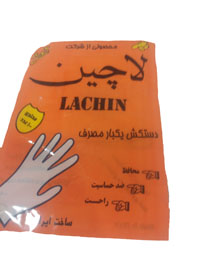 محصولی از شرکت
لاچین
LACHIN
دستکش یکبار مصرف
محافظ
ضد حساسیت
راحت
ساخت ایران